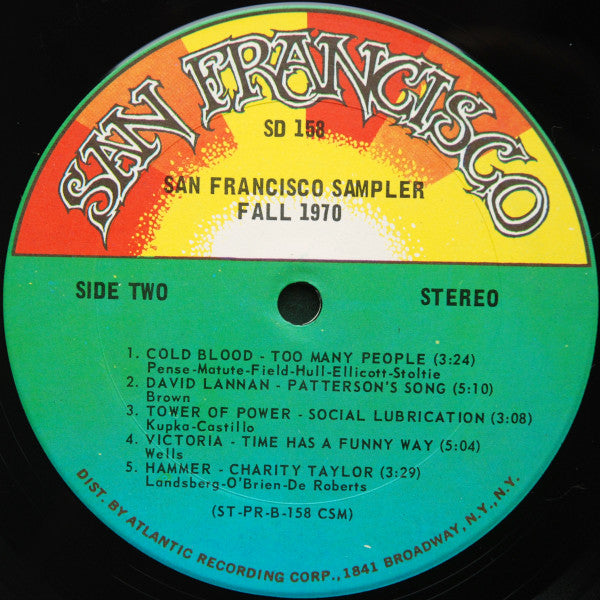 SAN FRANCISCO
SD 158
SAN FRANCISCO SAMPLER
FALL 1970
SIDE TWO
STEREO
1. COLD BLOOD - TOO MANY PEOPLE (3:24)
Pense-Matute-Field-Hull-Ellicott-Stoltie
2. DAVID LANNAN - PATTERSON'S SONG (5:10)
Brown
3. TOWER OF POWER - SOCIAL LUBRICATION (3:08)
Kupka-Castillo
4. VICTORIA - TIME HAS A FUNNY WAY (5:04)
Wells
5. HAMMER - CHARITY TAYLOR (3:29)
Landsberg-O'Brien-De Roberts
(ST-PR-B-158 CSM)
DIST. BY ATLANTIC RECORDING CORP., 1841 BROADWAY, N.Y., N.Y.